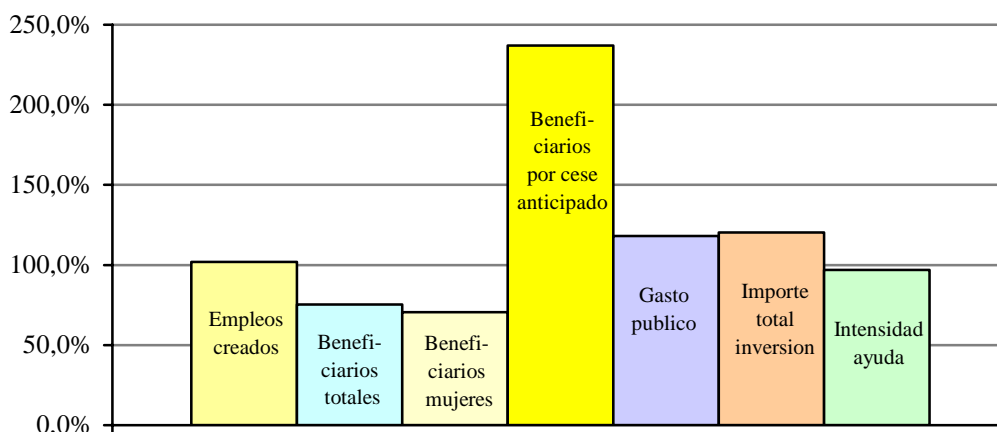 250,0%
200,0%
150,0%
100,0%
50,0%
0,0%
Empleos
creados
Benefi-
ciarios
totales
Benefi-
ciarios
mujeres
Benefi-
ciarios
por cese
anticipado
Gasto
publico
Importe
total
inversion
Intensidad
ayuda